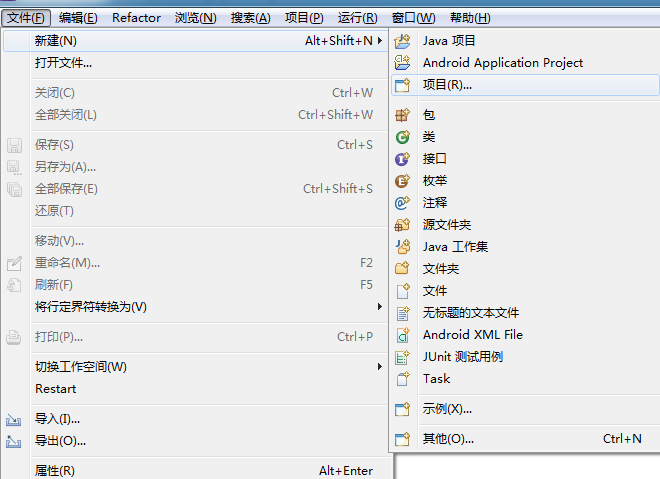 文件(F) 编辑(E) Refactor 浏览(N) 搜索(A) 项目(P) 运行(R) 窗口(W) 帮助(H)
新建(N) Alt+Shift+N
打开文件...
关闭(C) Ctrl+W
全部关闭(L) Ctrl+Shift+W
保存(S) Ctrl+S
另存为(A)...
全部保存(E) Ctrl+Shift+S
还原(T)
移动(V)...
重命名(M)... F2
刷新(F) F5
将行定界符转换为(V)
打印(P)... Ctrl+P
切换工作空间(W)
Restart
导入(I)...
导出(O)...
属性(R) Alt+Enter
Java 项目
Android Application Project
项目(R)...
包
类
接口
枚举
注释
源文件夹
Java 工作集
文件夹
文件
无标题的文本文件
Android XML File
JUnit 测试用例
Task
示例(X)...
其他(O)... Ctrl+N